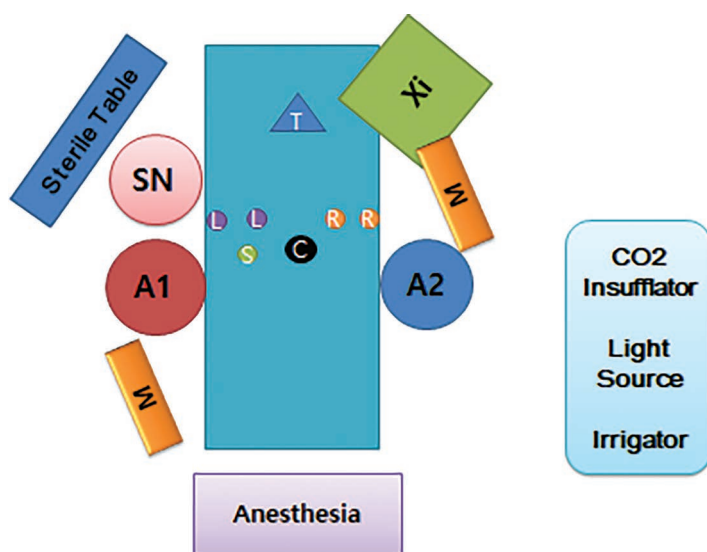 Sterile Table
Xi
T
M
SN
L
L
R
R
S
C
A1
A2
M
CO2
Insufflator
Light
Source
Irrigator
Anesthesia